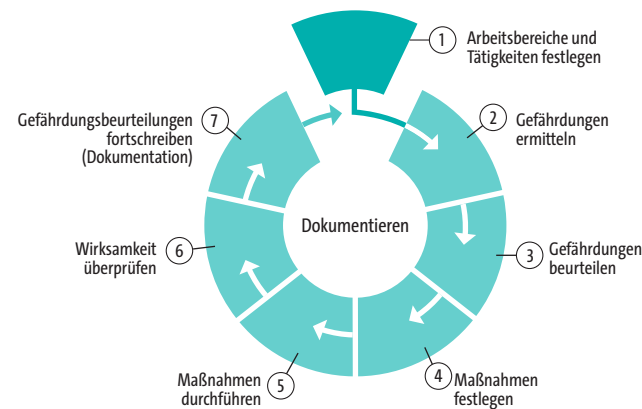 1
Arbeitsbereiche und
Tätigkeiten festlegen
2
Gefährdungen
ermitteln
3
Gefährdungen
beurteilen
4
Maßnahmen
festlegen
5
Maßnahmen
durchführen
6
Wirksamkeit
überprüfen
7
Gefährdungsbeurteilungen
fortschreiben
(Dokumentation)
Dokumentieren